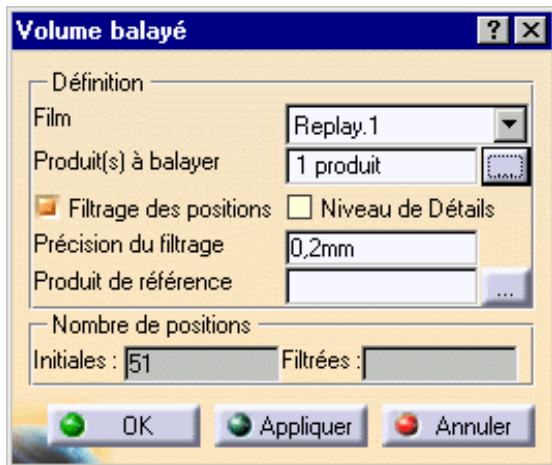 Volume balayé
Définition
Film Replay.1
Produit(s) à balayer 1 produit ...
Filtrage des positions Niveau de Détails
Précision du filtrage 0,2mm
Produit de référence ...
Nombre de positions
Initiales : 51 Filtrées :
OK Appliquer Annuler